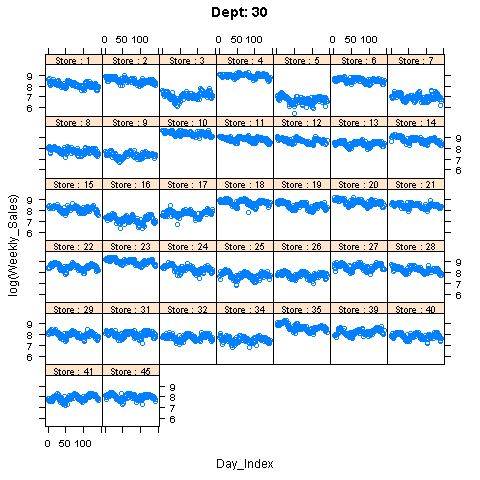 Dept: 30
0 50 100 0 50 100 0 50 100
Store : 1 Store : 2 Store : 3 Store : 4 Store : 5 Store : 6 Store : 7
9
8
7
6
Store : 8 Store : 9 Store : 10 Store : 11 Store : 12 Store : 13 Store : 14
9
8
7
6
Store : 15 Store : 16 Store : 17 Store : 18 Store : 19 Store : 20 Store : 21
9
8
7
6
Store : 22 Store : 23 Store : 24 Store : 25 Store : 26 Store : 27 Store : 28
9
8
7
6
Store : 29 Store : 31 Store : 32 Store : 34 Store : 35 Store : 39 Store : 40
9
8
7
6
Store : 41 Store : 45
9
8
7
6
0 50 100
log(Weekly_Sales)
Day_Index